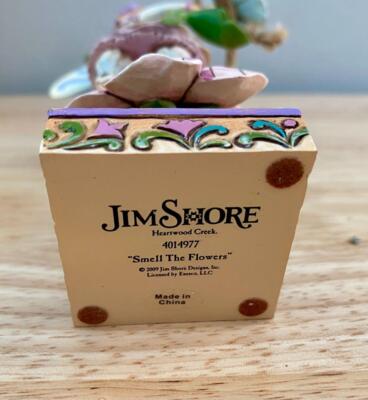 JIM SHORE
Heartwood Creek.
4014977
"Smell The Flowers"
© 2009 Jim Shore Designs, Inc.
Licensed by Enesco, LLC
Made in
China